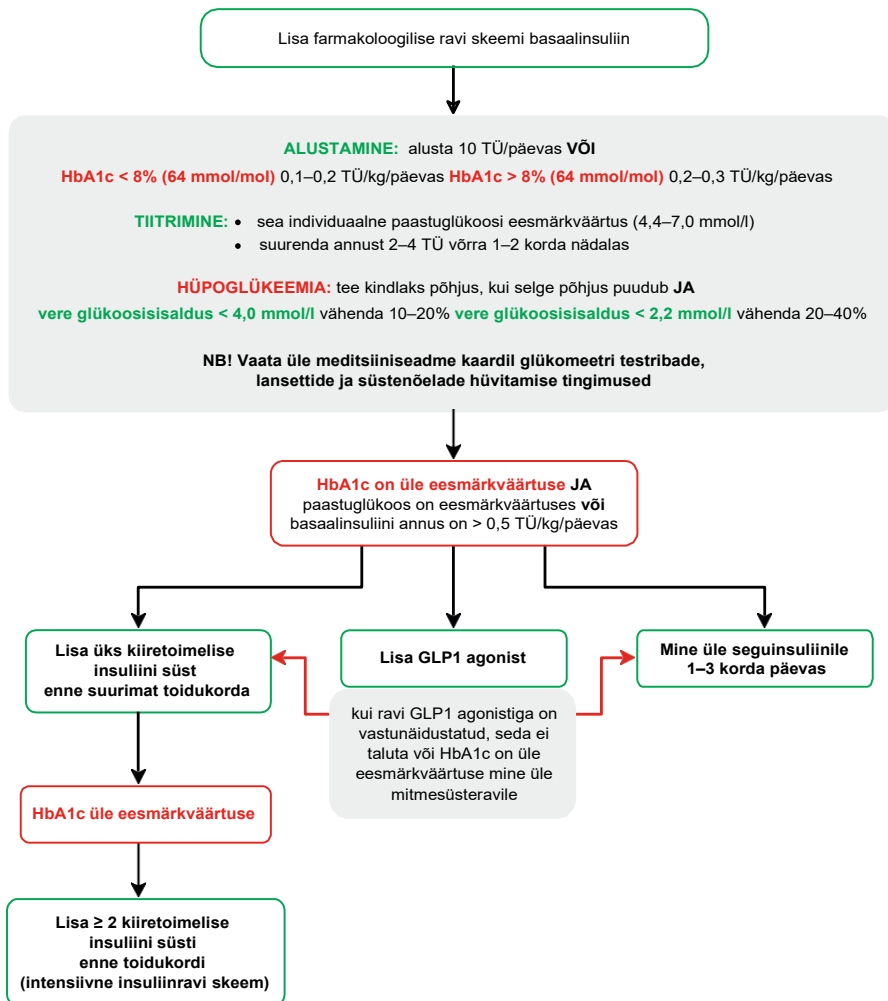 Lisa farmakoloogilise ravi skeemi basaalinsuliin
ALUSTAMINE: alusta 10 TÜ/päevas VÕI
HbA1c < 8% (64 mmol/mol) 0,1–0,2 TÜ/kg/päevas HbA1c > 8% (64 mmol/mol) 0,2–0,3 TÜ/kg/päevas
TIITRIMINE: • sea individuaalne paastuglükoosi eesmärkväärtus (4,4–7,0 mmol/l)
• suurenda annust 2–4 TÜ võrra 1–2 korda nädalas
HÜPOGLÜKEEMIA: tee kindlaks põhjus, kui selge põhjus puudub JA
vere glükoosisisaldus < 4,0 mmol/l vähenda 10–20% vere glükoosisisaldus < 2,2 mmol/l vähenda 20–40%
NB! Vaata üle meditsiiniseadme kaardil glükomeetri testribade,
lansettide ja süstenõelade hüvitamise tingimused
HbA1c on üle eesmärkväärtuse JA
paastuglükoos on eesmärkväärtuses või
basaalinsuliini annus on > 0,5 TÜ/kg/päevas
Lisa üks kiiretoimelise
insuliini süst
enne suurimat toidukorda
Lisa GLP1 agonist
Mine üle seguinsuliinile
1–3 korda päevas
kui ravi GLP1 agonistiga on
vastunäidustatud, seda ei
taluta või HbA1c on üle
eesmärkväärtuse mine üle
mitmesüsteravile
HbA1c üle eesmärkväärtuse
Lisa ≥ 2 kiiretoimelise
insuliini süsti
enne toidukordi
(intensiivne insuliinravi skeem)